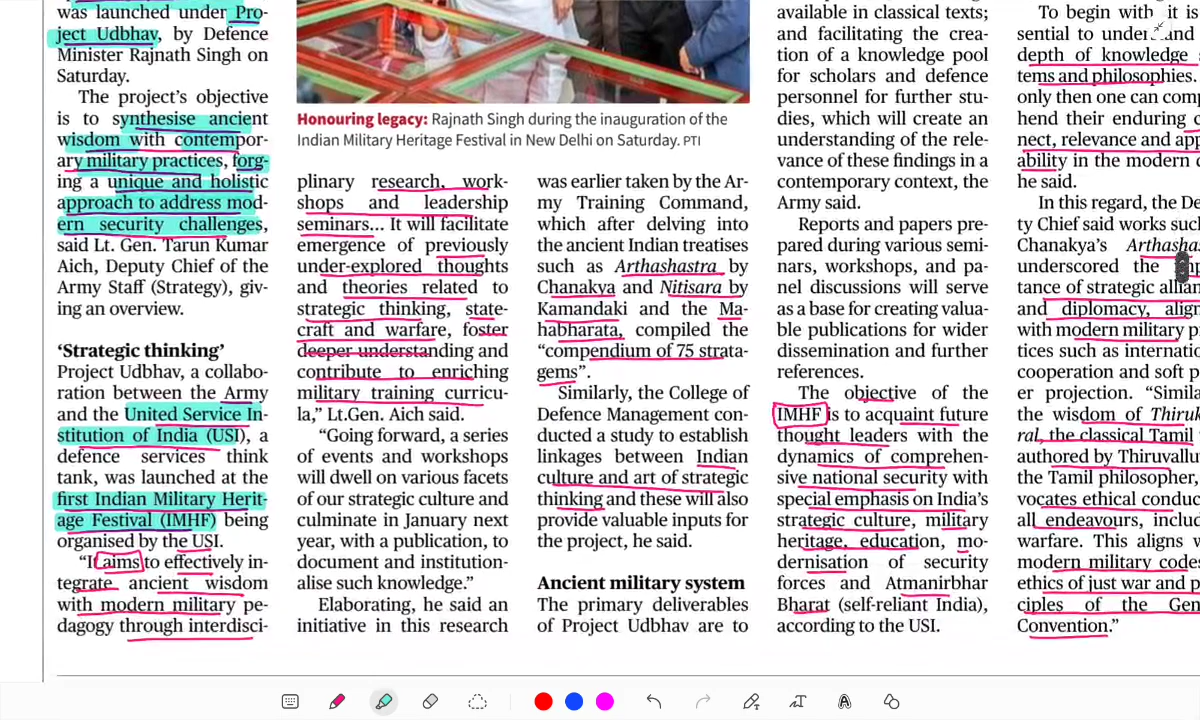 was launched under Pro-
ject Udbhav, by Defence
Minister Rajnath Singh on
Saturday.
The project's objective
is to synthesise ancient
wisdom with contempor-
ary military practices, forg-
ing a unique and holistic
approach to address mod-
ern security challenges,
said Lt. Gen. Tarun Kumar
Aich, Deputy Chief of the
Army Staff (Strategy), giv-
ing an overview.
'Strategic thinking'
Project Udbhav, a collabo-
ration between the Army
and the United Service In-
stitution of India (USI), a
defence services think
tank, was launched at the
first Indian Military Herit-
age Festival (IMHF) being
organised by the USI.
"It aims to effectively in-
tegrate ancient wisdom
with modern military pe-
dagogy through interdisci-
Honouring legacy: Rajnath Singh during the inauguration of the
Indian Military Heritage Festival in New Delhi on Saturday. PTI
plinary research, work-
shops and leadership
seminars... It will facilitate
emergence of previously
under-explored thoughts
and theories related to
strategic thinking, state-
craft and warfare, foster
deeper understanding and
contribute to enriching
military training curricu-
la," Lt.Gen. Aich said.
"Going forward, a series
of events and workshops
will dwell on various facets
of our strategic culture and
culminate in January next
year, with a publication, to
document and institution-
alise such knowledge."
Elaborating, he said an
initiative in this research
was earlier taken by the Ar-
my Training Command,
which after delving into
the ancient Indian treatises
such as Arthashastra by
Chanakya and Nitisara by
Kamandaki and the Ma-
habharata, compiled the
"compendium of 75 strata-
gems".
Similarly, the College of
Defence Management con-
ducted a study to establish
linkages between Indian
culture and art of strategic
thinking and these will also
provide valuable inputs for
the project, he said.
Ancient military system
The primary deliverables
of Project Udbhav are to
available in classical texts;
and facilitating the crea-
tion of a knowledge pool
for scholars and defence
personnel for further stu-
dies, which will create an
understanding of the rele-
vance of these findings in a
contemporary context, the
Army said.
Reports and papers pre-
pared during various semi-
nars, workshops, and pa-
nel discussions will serve
as a base for creating valua-
ble publications for wider
dissemination and further
references.
The objective of the
IMHF is to acquaint future
thought leaders with the
dynamics of comprehen-
sive national security with
special emphasis on India's
strategic culture, military
heritage, education, mo-
dernisation of security
forces and Atmanirbhar
Bharat (self-reliant India),
according to the USI.
To begin with it is
sential to under and
depth of knowledge
tems and philosophies.
only then one can
hend their enduring
nect, relevance and
ability in the modern
he said.
In this regard, the
ty Chief said works
Chanakya's
underscored the
tance of strategic
and diplomacy,
with modern military
tices such as
cooperation and soft
er projection.
the wisdom of
ral, the classical Tamil
authored by
the Tamil philosopher,
vocates ethical
all endeavours,
warfare. This aligns
modern military codes
ethics of just war and
ciples of the
Convention."